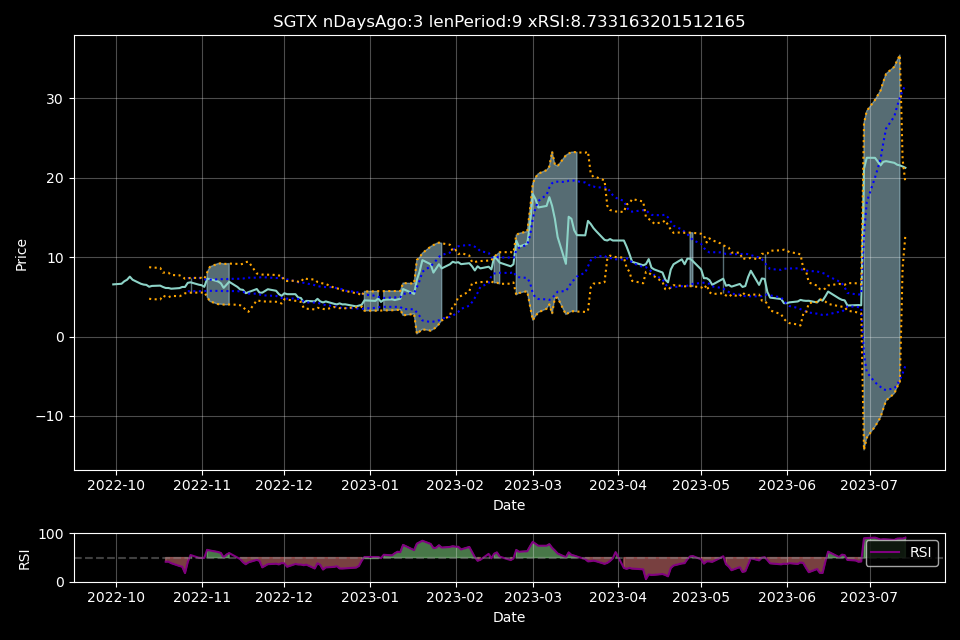 SGTX nDaysAgo:3 lenPeriod:9 xRSI:8.733163201512165
Price
30
20
10
0
−10
2022-10 2022-11 2022-12 2023-01 2023-02 2023-03 2023-04 2023-05 2023-06 2023-07
Date
RSI
100
0
RSI
2022-10 2022-11 2022-12 2023-01 2023-02 2023-03 2023-04 2023-05 2023-06 2023-07
Date